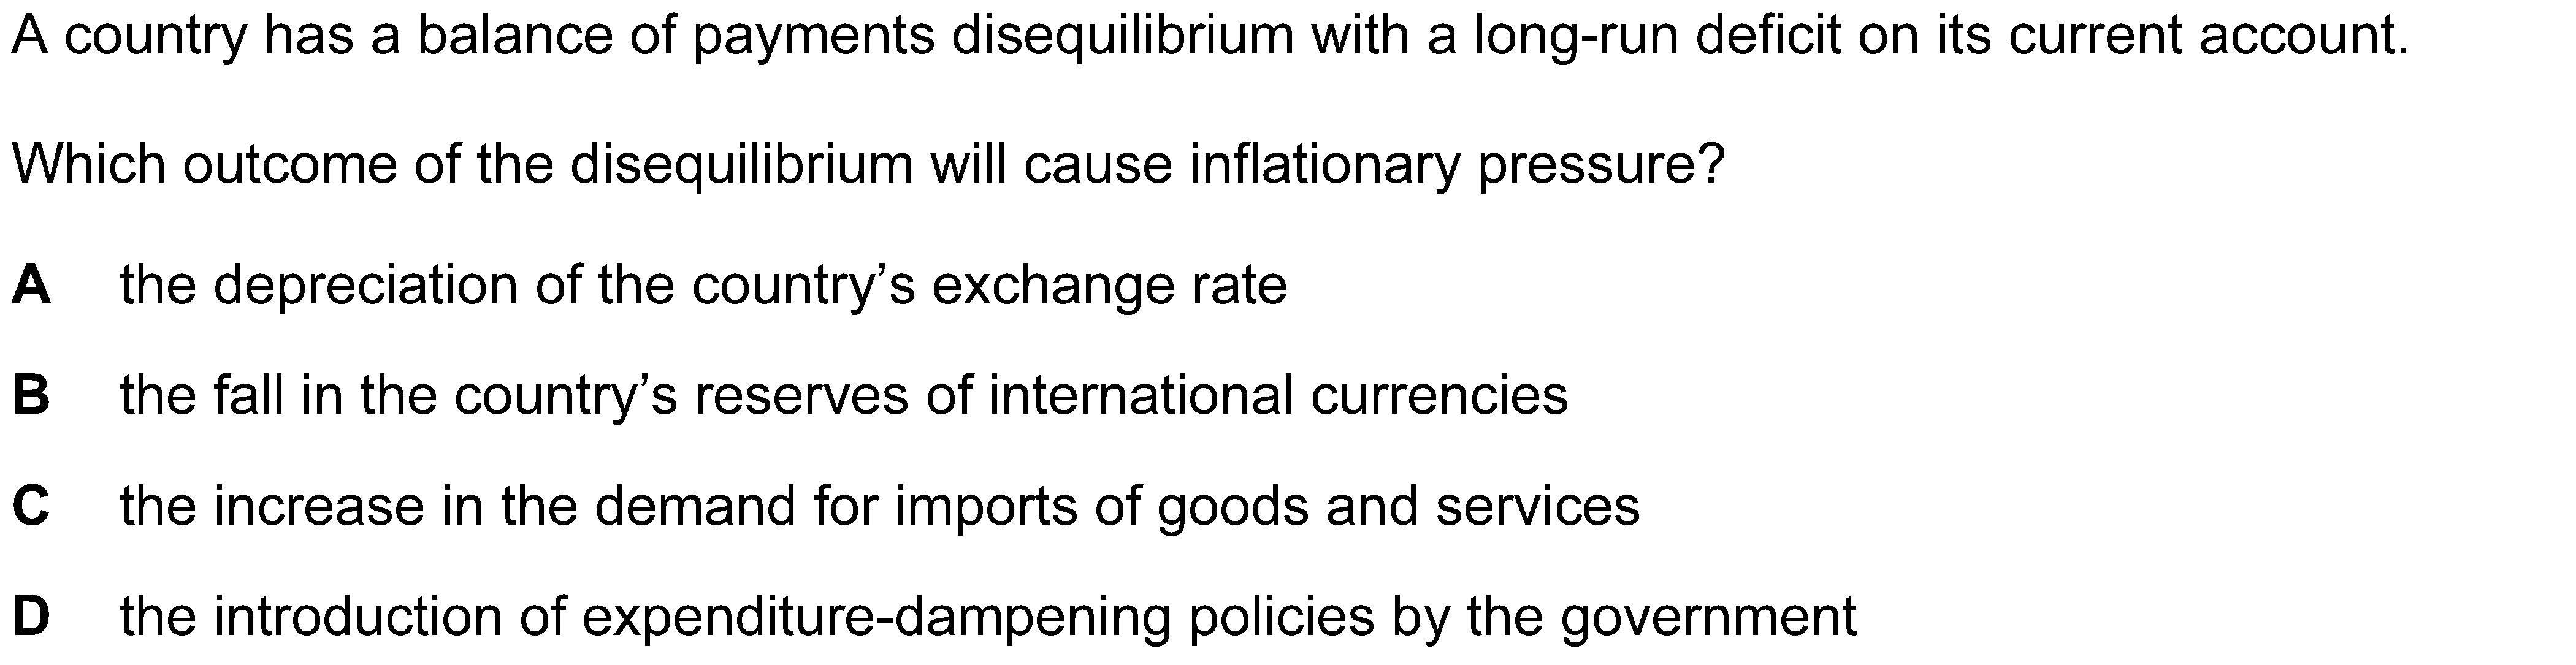 A country has a balance of payments disequilibrium with a long-run deficit on its current account.
Which outcome of the disequilibrium will cause inflationary pressure?
A the depreciation of the country’s exchange rate
B the fall in the country’s reserves of international currencies
C the increase in the demand for imports of goods and services
D the introduction of expenditure-dampening policies by the government